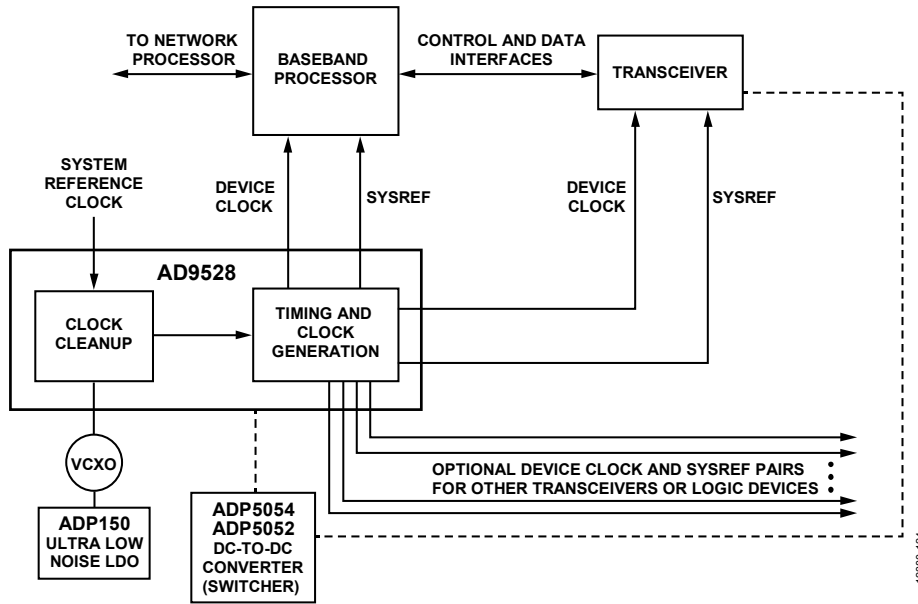 TO NETWORK
PROCESSOR
BASEBAND
PROCESSOR
CONTROL AND DATA
INTERFACES
TRANSCEIVER
SYSTEM
REFERENCE
CLOCK
DEVICE
CLOCK
SYSREF
DEVICE
CLOCK
SYSREF
AD9528
CLOCK
CLEANUP
TIMING AND
CLOCK
GENERATION
VCXO
OPTIONAL DEVICE CLOCK AND SYSREF PAIRS
FOR OTHER TRANSCEIVERS OR LOGIC DEVICES
ADP150
ULTRA LOW
NOISE LDO
ADP5054
ADP5052
DC-TO-DC
CONVERTER
(SWITCHER)